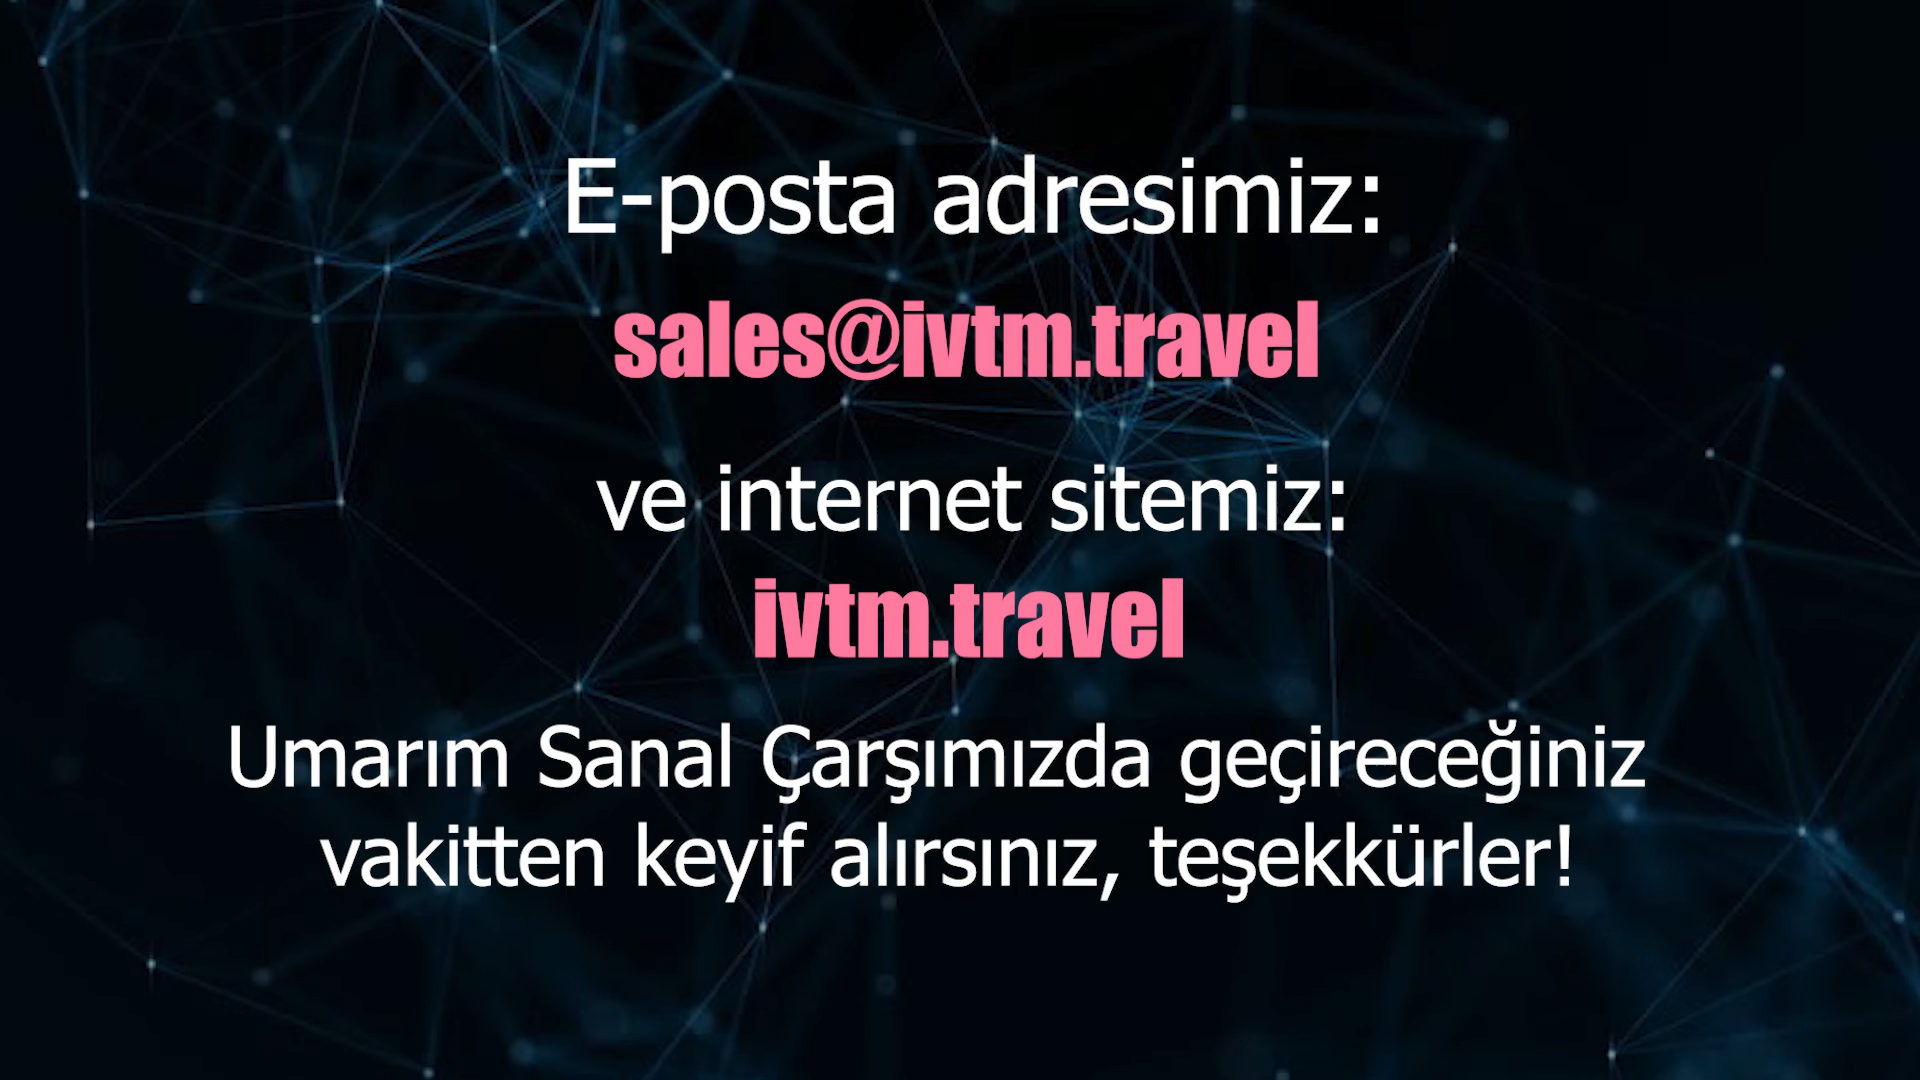 E-posta adresimiz:
sales@ivtm.travel
ve internet sitemiz:
ivtm.travel
Umarım Sanal Çarşımızda geçireceğiniz
vakitten keyif alırsınız, teşekkürler!